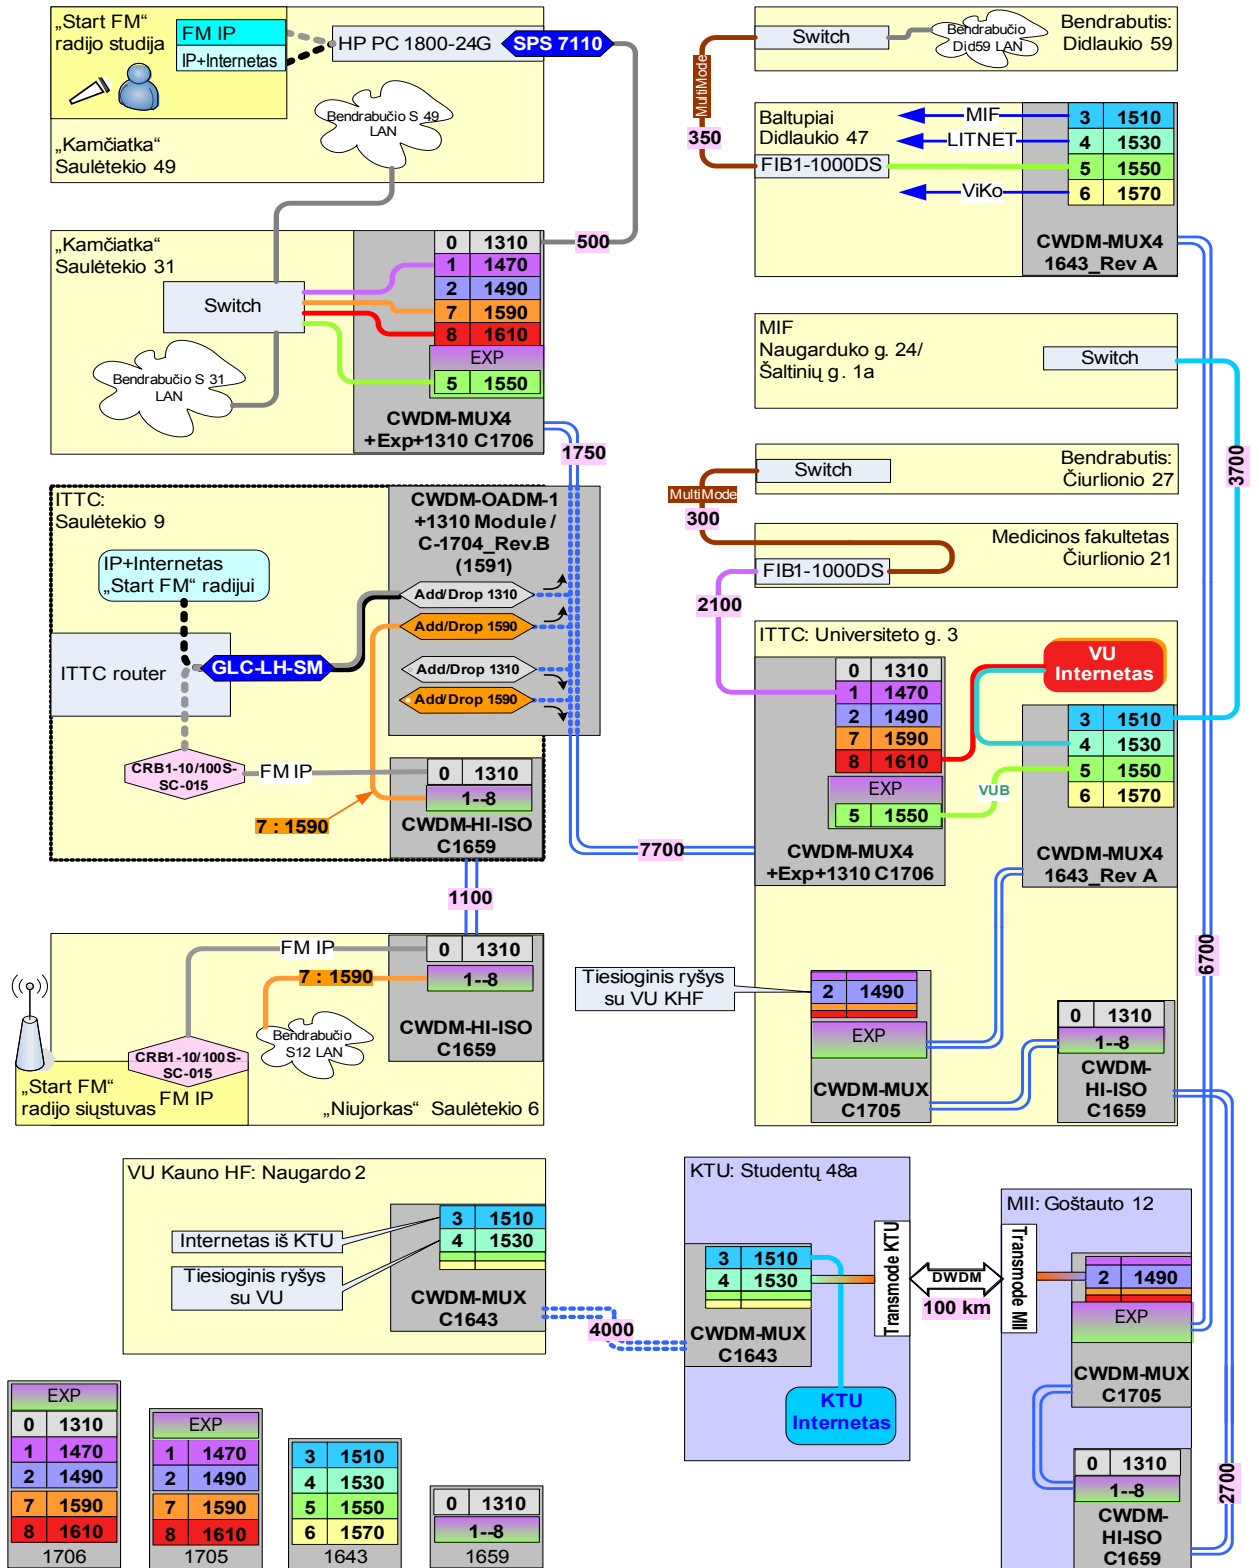 „Start FM“
radijo studija
FM IP
IP+Internetas
HP PC 1800-24G
SPS 7110
Bendrabučio S 49
LAN
„Kamčiatka“
Saulėtekio 49
„Kamčiatka“
Saulėtekio 31
Switch
Bendrabučio S 31
LAN
0 1310
1 1470
2 1490
7 1590
8 1610
EXP
5 1550
CWDM-MUX4
+Exp+1310 C1706
500
1750
ITTC:
Saulėtekio 9
IP+Internetas
„Start FM“ radijui
ITTC router
GLC-LH-SM
CRB1-10/100S-
SC-015
FM IP
7 : 1590
CWDM-OADM-1
+1310 Module /
C-1704_Rev.B
(1591)
Add/Drop 1310
Add/Drop 1590
Add/Drop 1310
Add/Drop 1590
0 1310
1--8
CWDM-HI-ISO
C1659
1100
7700
FM IP
7 : 1590
0 1310
1--8
CWDM-HI-ISO
C1659
Bendrabučio
S12 LAN
CRB1-10/100S-
SC-015
FM IP
„Start FM“
radijo siųstuvas
„Niujorkas“ Saulėtekio 6
Switch
Bendrabučio
Did59 LAN
Bendrabutis:
Didlaukio 59
MultiMode
350
Baltupiai
Didlaukio 47
FIB1-1000DS
MIF
LITNET
ViKo
3 1510
4 1530
5 1550
6 1570
CWDM-MUX4
1643_Rev A
MIF
Naugarduko g. 24/
Šaltinių g. 1a
Switch
3700
Switch
Bendrabutis:
Čiurlionio 27
MultiMode
300
Medicinos fakultetas
Čiurlionio 21
FIB1-1000DS
2100
ITTC: Universiteto g. 3
0 1310
1 1470
2 1490
7 1590
8 1610
EXP
5 1550
CWDM-MUX4
+Exp+1310 C1706
VU
Internetas
VUB
3 1510
4 1530
5 1550
6 1570
CWDM-MUX4
1643_Rev A
6700
Tiesioginis ryšys
su VU KHF
2 1490
EXP
CWDM-MUX
C1705
0 1310
1--8
CWDM-
HI-ISO
C1659
VU Kauno HF: Naugardo 2
Internetas iš KTU
Tiesioginis ryšys
su VU
3 1510
4 1530
CWDM-MUX
C1643
4000
KTU: Studentų 48a
3 1510
4 1530
CWDM-MUX
C1643
KTU
Internetas
Transmode KTU
DWDM
100 km
MII: Goštauto 12
Transmode MII
2 1490
EXP
CWDM-MUX
C1705
0 1310
1--8
CWDM-
HI-ISO
C1659
2700
EXP
0 1310
1 1470
2 1490
7 1590
8 1610
1706
EXP
1 1470
2 1490
7 1590
8 1610
1705
3 1510
4 1530
5 1550
6 1570
1643
0 1310
1--8
1659